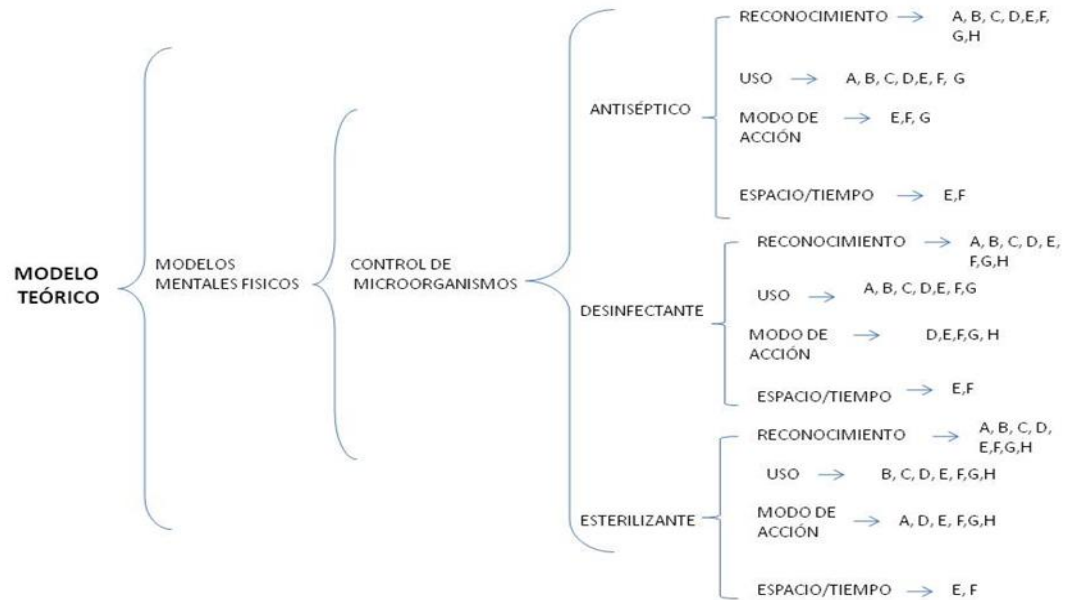 MODELO
TEÓRICO
MODELOS
MENTALES FISICOS
CONTROL DE
MICROORGANISMOS
ANTISÉPTICO
RECONOCIMIENTO → A, B, C, D,E,F,
G,H
USO → A, B, C, D,E, F, G
MODO DE → E,F, G
ACCIÓN
ESPACIO/TIEMPO → E,F
DESINFECTANTE
RECONOCIMIENTO → A, B, C, D, E,
F,G,H
USO → A, B, C, D,E, F,G
MODO DE → D,E,F,G, H
ACCIÓN
ESPACIO/TIEMPO → E,F
ESTERILIZANTE
RECONOCIMIENTO → A, B, C, D,
E,F,G,H
USO → B, C, D, E, F,G,H
MODO DE → A, D, E, F,G,H
ACCIÓN
ESPACIO/TIEMPO → E, F